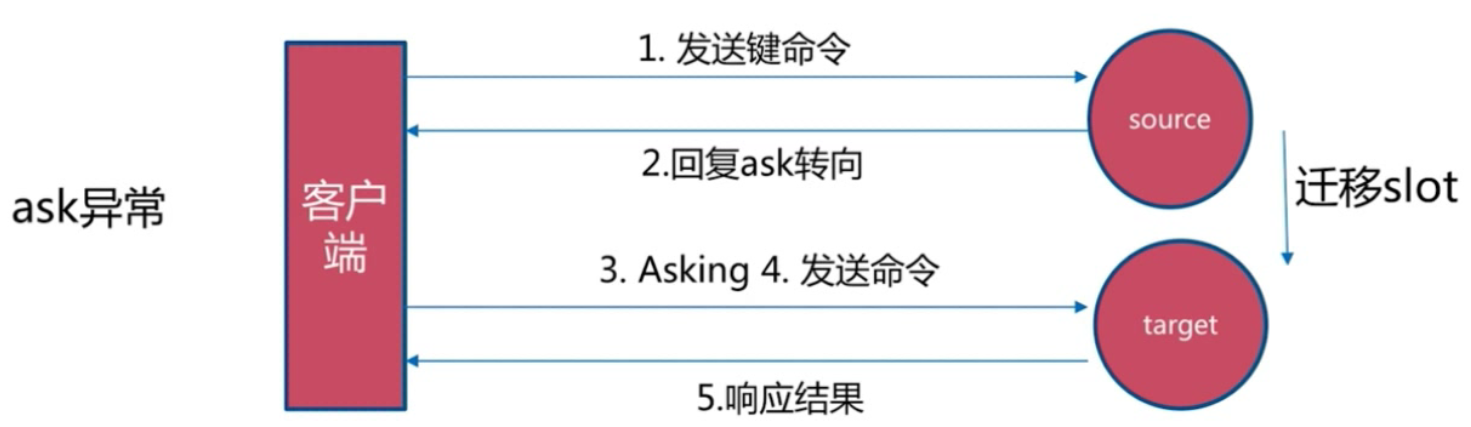 1. 发送键命令
source
2.回复ask转向
ask异常
客户
端
迁移slot
3. Asking 4. 发送命令
target
5.响应结果